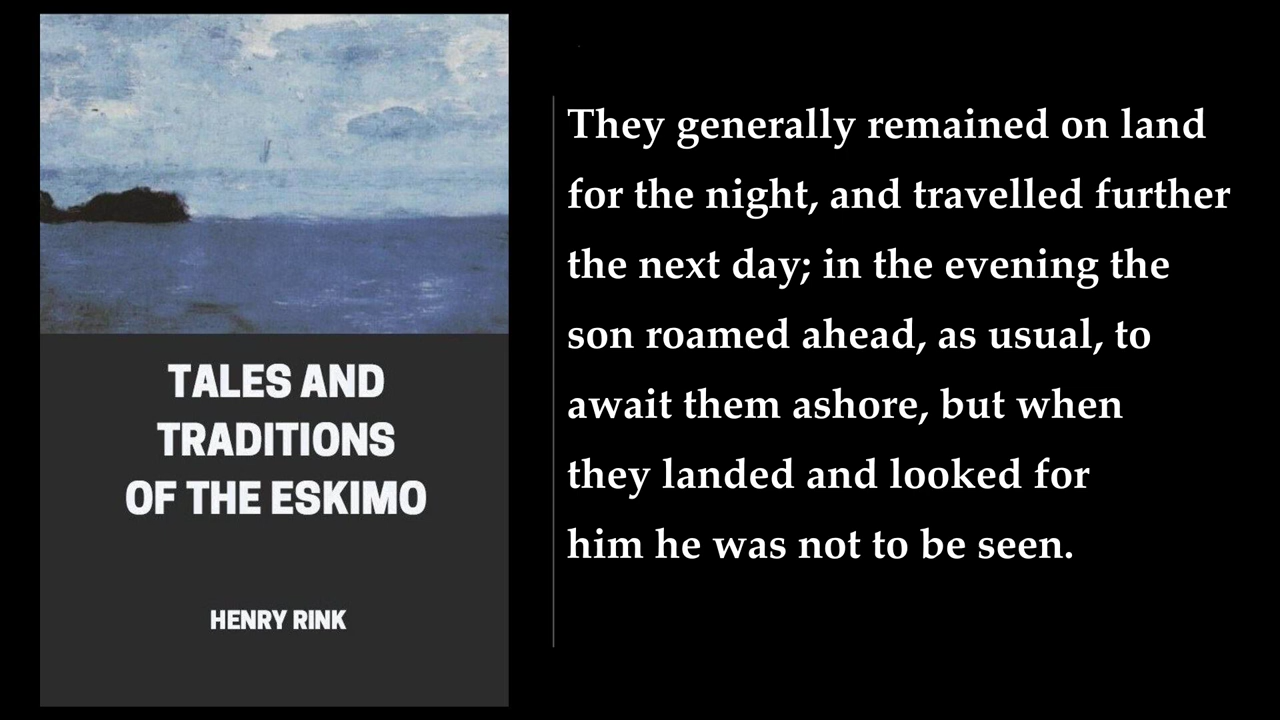 TALES AND
TRADITIONS
OF THE ESKIMO
HENRY RINK
They generally remained on land
for the night, and travelled further
the next day; in the evening the
son roamed ahead, as usual, to
await them ashore, but when
they landed and looked for
him he was not to be seen.